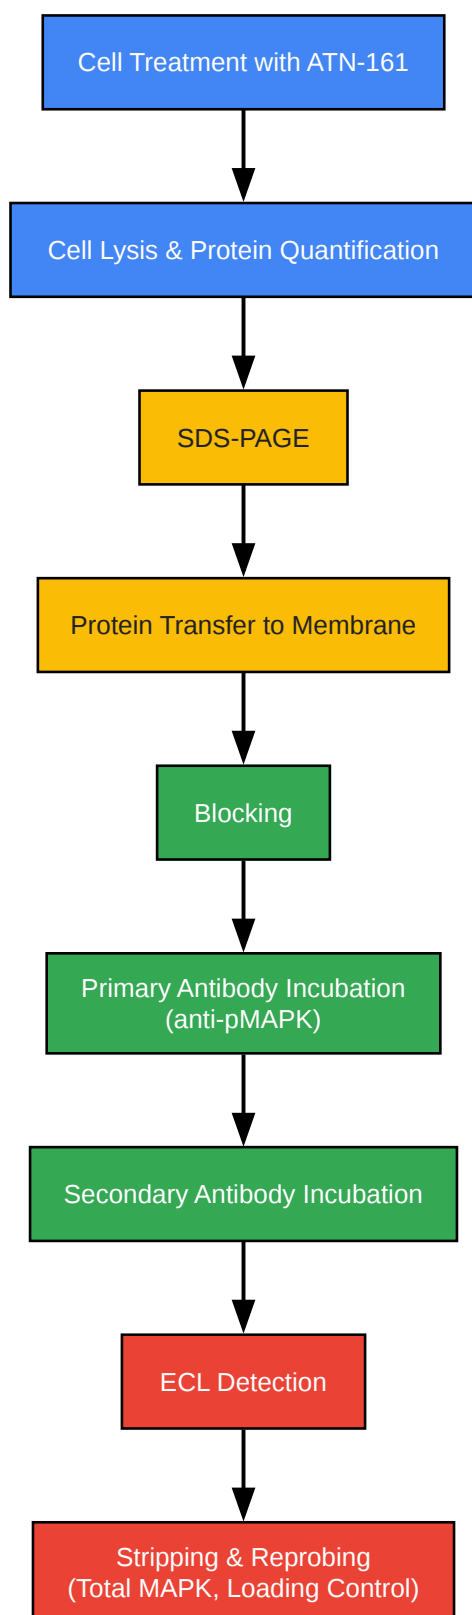 Cell Treatment with ATN-161
Cell Lysis & Protein Quantification
SDS-PAGE
Protein Transfer to Membrane
Blocking
Primary Antibody Incubation
(anti-pMAPK)
Secondary Antibody Incubation
ECL Detection
Stripping & Reprobing
(Total MAPK, Loading Control)